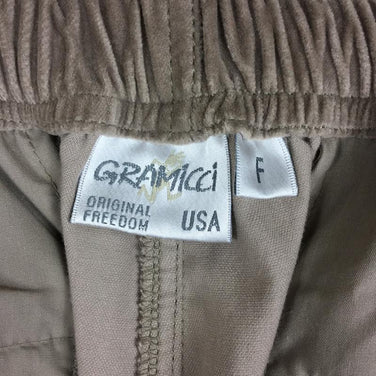 GRAMICCi
ORIGINAL
FREEDOM USA
F